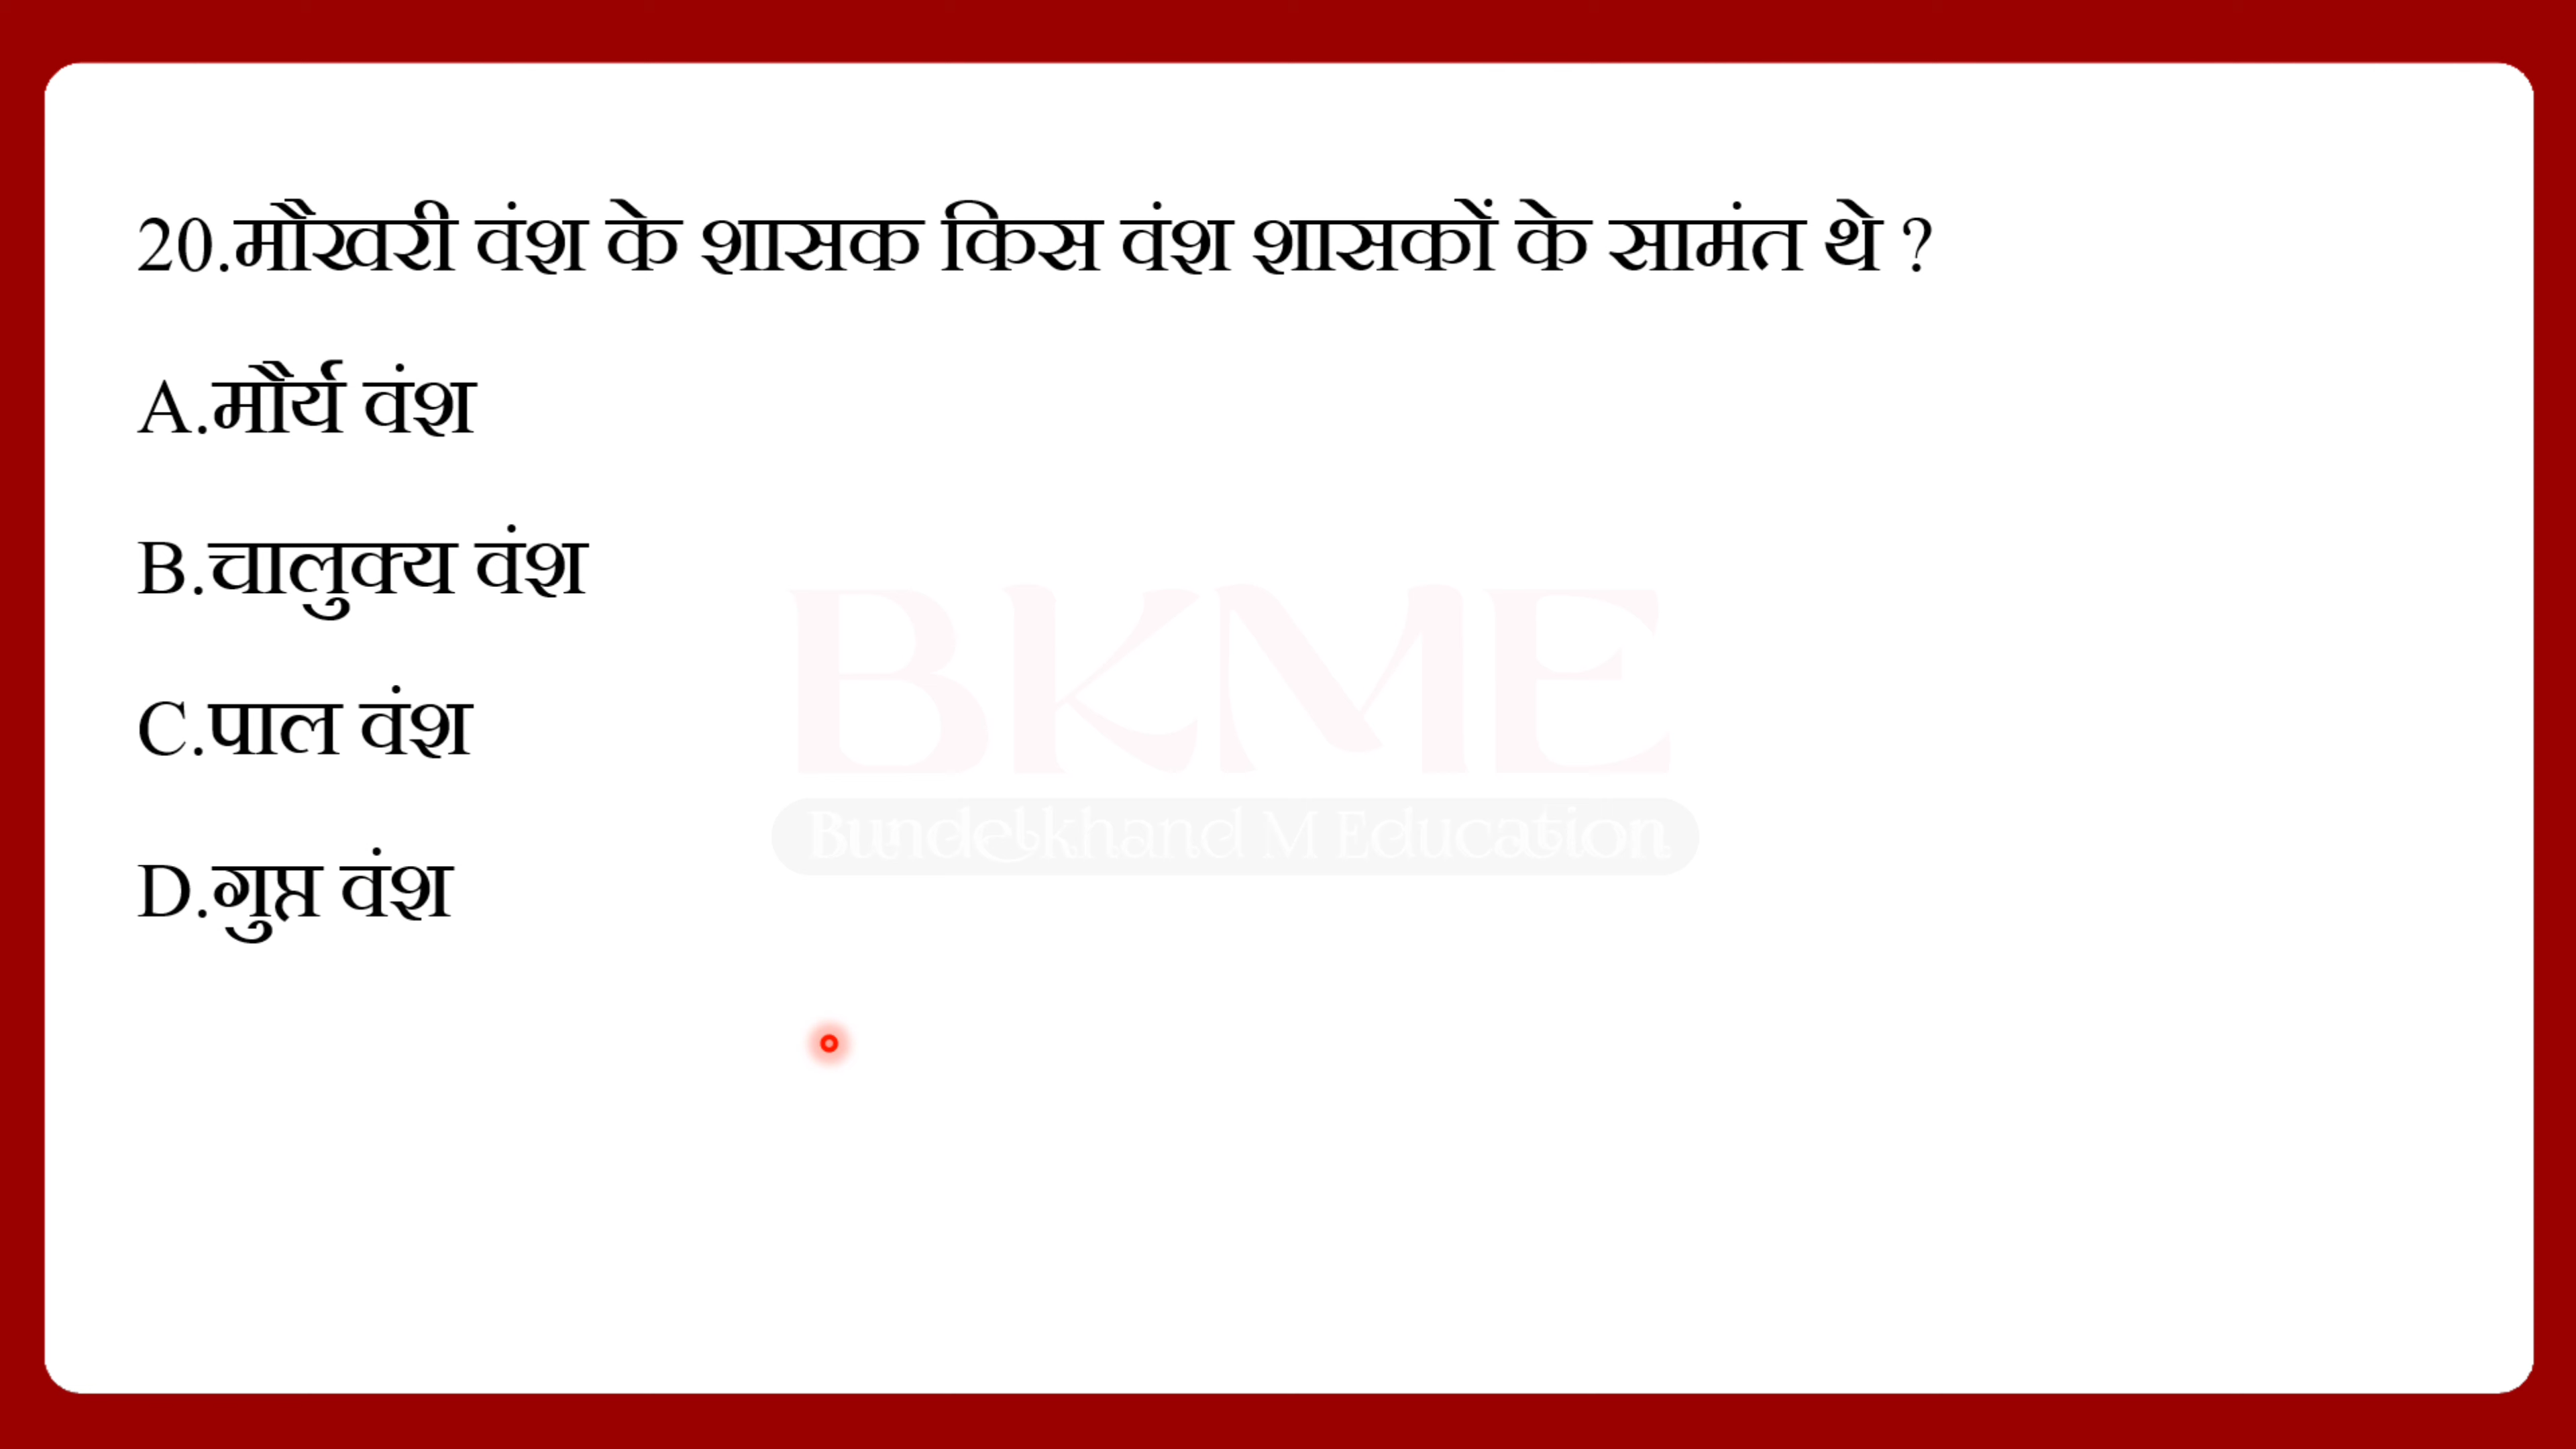 20.मौखरी वंश के शासक किस वंश शासकों के सामंत थे ?
A.मौर्य वंश
B.चालुक्य वंश
C.पाल वंश
D.गुप्त वंश
BKME
Bundelkhand M Education